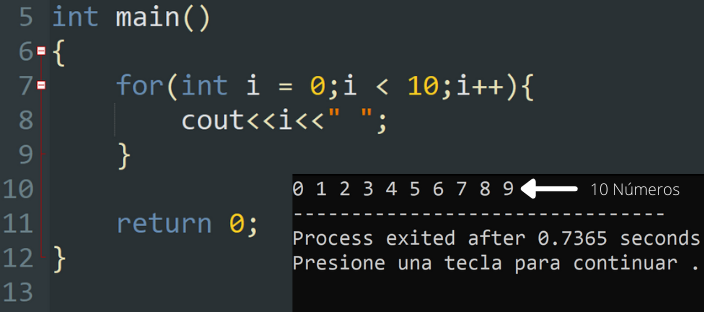 5 int main()
6 {
7     for(int i = 0;i < 10;i++){
8         cout<<i<<" ";
9     }
10
11     return 0;
12 }
13
0 1 2 3 4 5 6 7 8 9 10 Números
--------------------------------
Process exited after 0.7365 seconds
Presione una tecla para continuar .